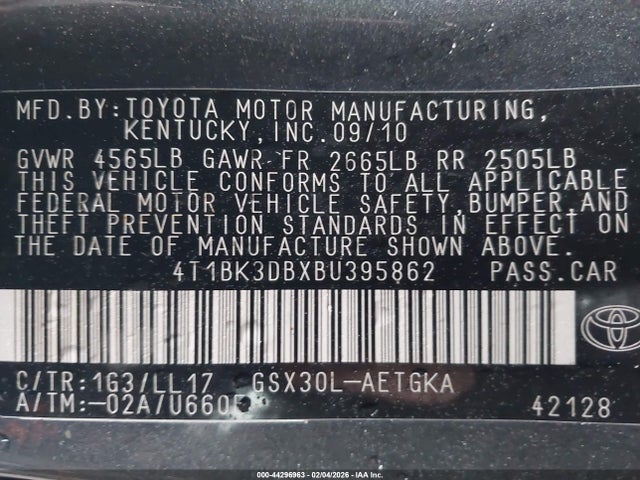 MFD.BY:TOYOTA MOTOR MANUFACTURING,
KENTUCKY,INC.09/10
GVWR 4565LB GAWR FR 2665LB RR 2505LB
THIS VEHICLE CONFORMS TO ALL APPLICABLE
FEDERAL MOTOR VEHICLE SAFETY,BUMPER,AND
THEFT PREVENTION STANDARDS IN EFFECT ON
THE DATE OF MANUFACTURE SHOWN ABOVE.
4T1BK3DBXBU395862 PASS.CAR
C/TR:1G3/LL17 GSX30L-AETGKA
A/TM:-02A/U660E 42128
000-44296963 | 02/04/2026 | IAA Inc.